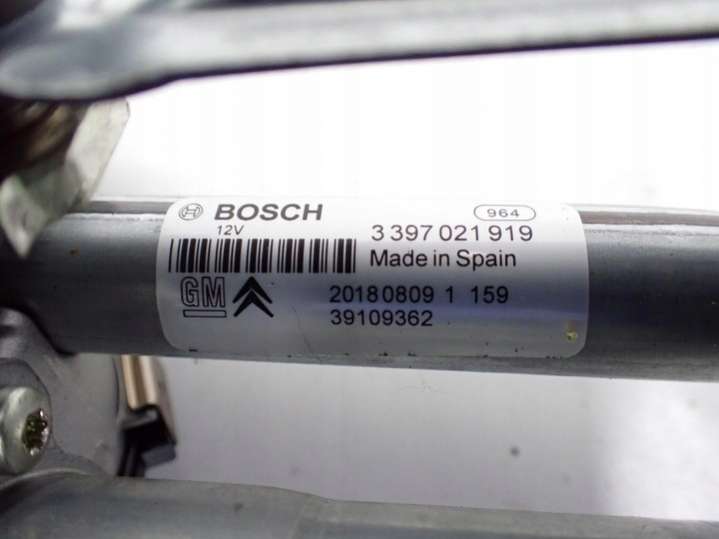 BOSCH
964
12V
3 397 021 919
Made in Spain
GM
20180809 1 159
39109362